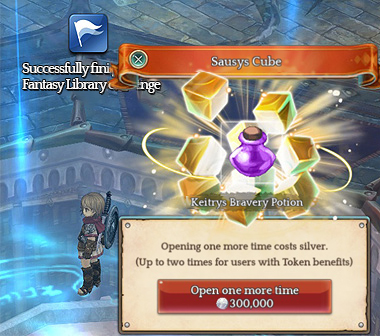 Sausys Cube
Successfully fini
Fantasy Library nge
Keitrys Bravery Potion
Opening one more time costs silver.
(Up to two times for users with Token benefits)
Open one more time
300,000